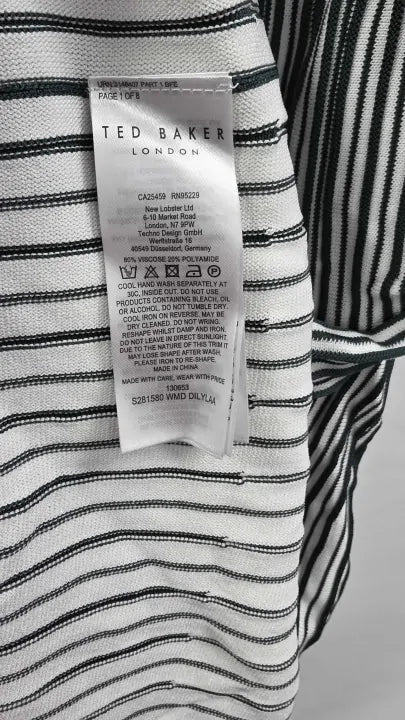 URN 3148407 PART 1 BFE
PAGE 1 OF 8
TED BAKER
LONDON
CA25459 RN95229
New Lobster Ltd
6-10 Market Road
London, N7 9PW
Techno Design GmbH
Werftstraße 16
40549 Düsseldorf, Germany
80% VISCOSE 20% POLYAMIDE
COOL HAND WASH SEPARATELY AT
30C, INSIDE OUT. DO NOT USE
PRODUCTS CONTAINING BLEACH, OIL
OR ALCOHOL. DO NOT TUMBLE DRY.
COOL IRON ON REVERSE. MAY BE
DRY CLEANED. DO NOT WRING.
RESHAPE WHILST DAMP AND IRON.
DO NOT LEAVE IN DIRECT SUNLIGHT.
DUE TO THE NATURE OF THIS TRIM IT
MAY LOSE SHAPE AFTER WASH,
PLEASE IRON TO RE-SHAPE.
MADE IN CHINA
MADE WITH CARE, WEAR WITH PRIDE
130653
S281580 WMD DILYLAA